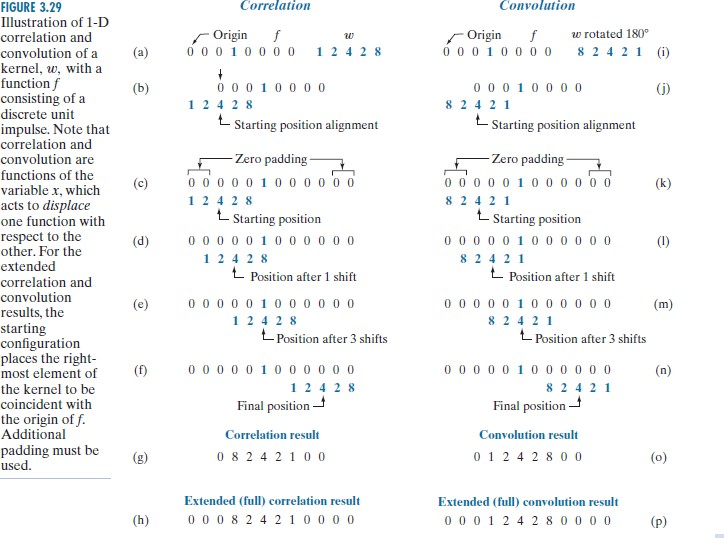 FIGURE 3.29
Illustration of 1-D
correlation and
convolution of a
kernel, w, with a
function f
consisting of a
discrete unit
impulse. Note that
correlation and
convolution are
functions of the
variable x, which
acts to displace
one function with
respect to the
other. For the
extended
correlation and
convolution
results, the
starting
configuration
places the right-
most element of
the kernel to be
coincident with
the origin of f.
Additional
padding must be
used.
Correlation
Origin f w
(a) 0 0 0 1 0 0 0 0 1 2 4 2 8
(b) 0 0 0 1 0 0 0 0
1 2 4 2 8
Starting position alignment
Zero padding
(c) 0 0 0 0 0 1 0 0 0 0 0 0
1 2 4 2 8
Starting position
(d) 0 0 0 0 0 1 0 0 0 0 0 0
1 2 4 2 8
Position after 1 shift
(e) 0 0 0 0 0 1 0 0 0 0 0 0
1 2 4 2 8
Position after 3 shifts
(f) 0 0 0 0 0 1 0 0 0 0 0 0
1 2 4 2 8
Final position
Correlation result
(g) 0 8 2 4 2 1 0 0
Extended (full) correlation result
(h) 0 0 0 8 2 4 2 1 0 0 0 0
Convolution
Origin f w rotated 180°
0 0 0 1 0 0 0 0 8 2 4 2 1 (i)
0 0 0 1 0 0 0 0 (j)
8 2 4 2 1
Starting position alignment
Zero padding
0 0 0 0 0 1 0 0 0 0 0 0 (k)
8 2 4 2 1
Starting position
0 0 0 0 0 1 0 0 0 0 0 0 (l)
8 2 4 2 1
Position after 1 shift
0 0 0 0 0 1 0 0 0 0 0 0 (m)
8 2 4 2 1
Position after 3 shifts
0 0 0 0 0 1 0 0 0 0 0 0 (n)
8 2 4 2 1
Final position
Convolution result
0 1 2 4 2 8 0 0 (o)
Extended (full) convolution result
0 0 0 1 2 4 2 8 0 0 0 0 (p)